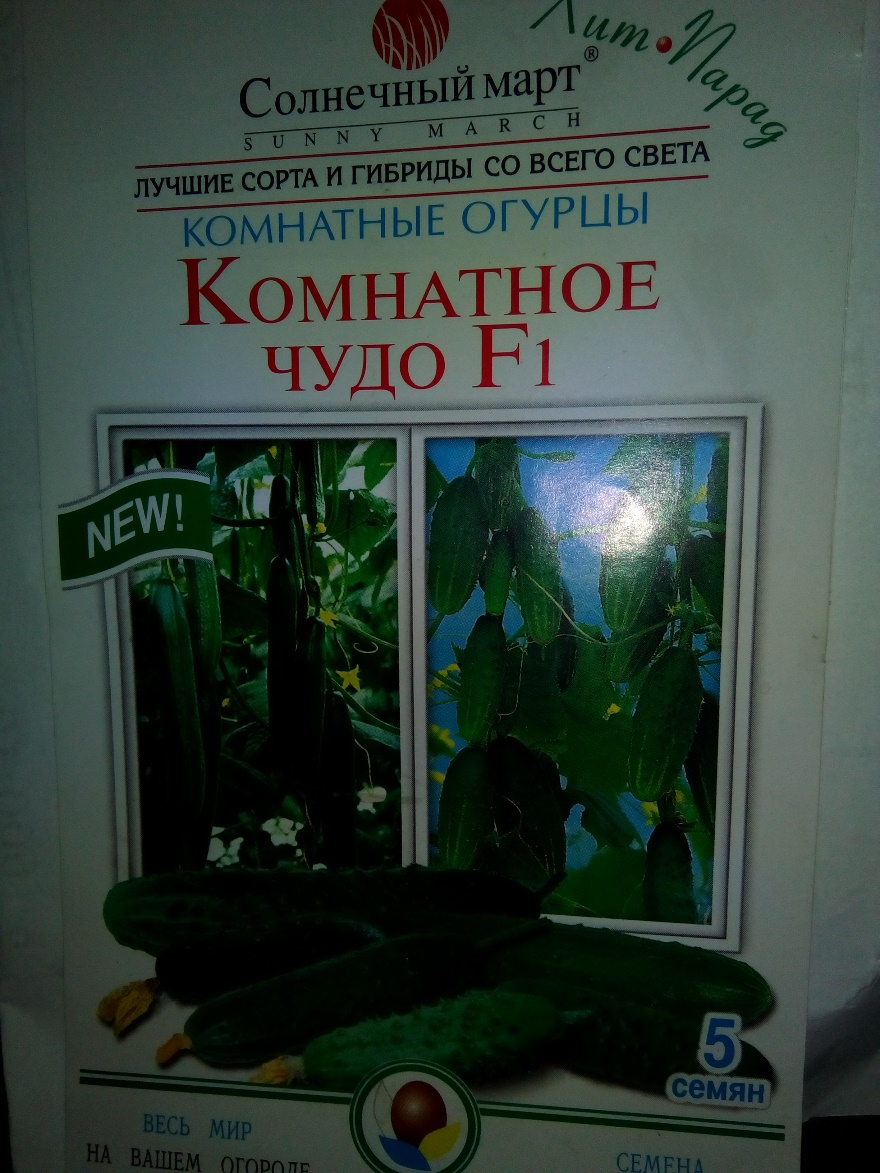 Хит•Парад
Солнечный март®
SUNNY MARCH
ЛУЧШИЕ СОРТА И ГИБРИДЫ СО ВСЕГО СВЕТА
КОМНАТНЫЕ ОГУРЦЫ
КОМНАТНОЕ
ЧУДО F1
NEW!
5
семян
ВЕСЬ МИР
НА ВАШЕМ ОГОРОДЕ
СЕМЕНА